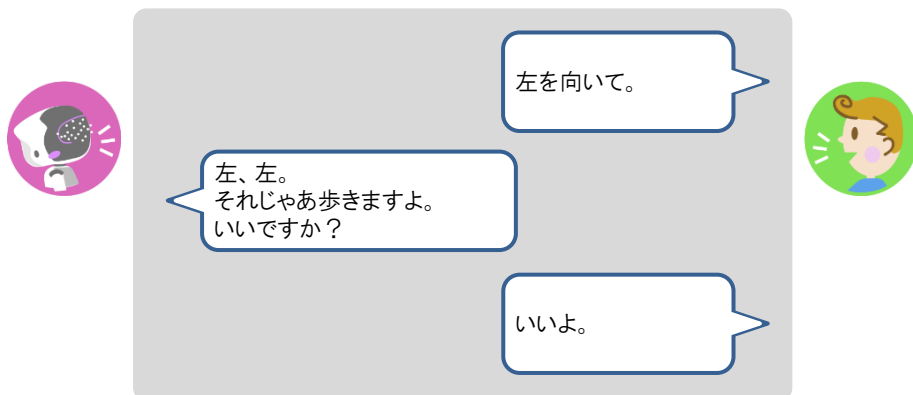 左を向いて。
左、左。
それじゃあ歩きますよ。
いいですか？
いいよ。